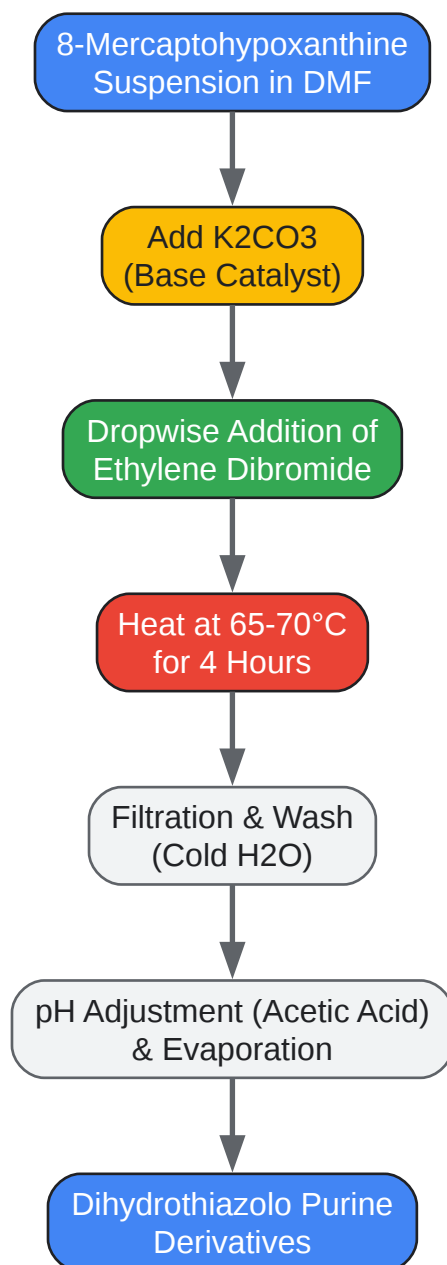 8-Mercaptohypoxanthine
Suspension in DMF
Add K2CO3
(Base Catalyst)
Dropwise Addition of
Ethylene Dibromide
Heat at 65-70°C
for 4 Hours
Filtration & Wash
(Cold H2O)
pH Adjustment (Acetic Acid)
& Evaporation
Dihydrothiazolo Purine
Derivatives